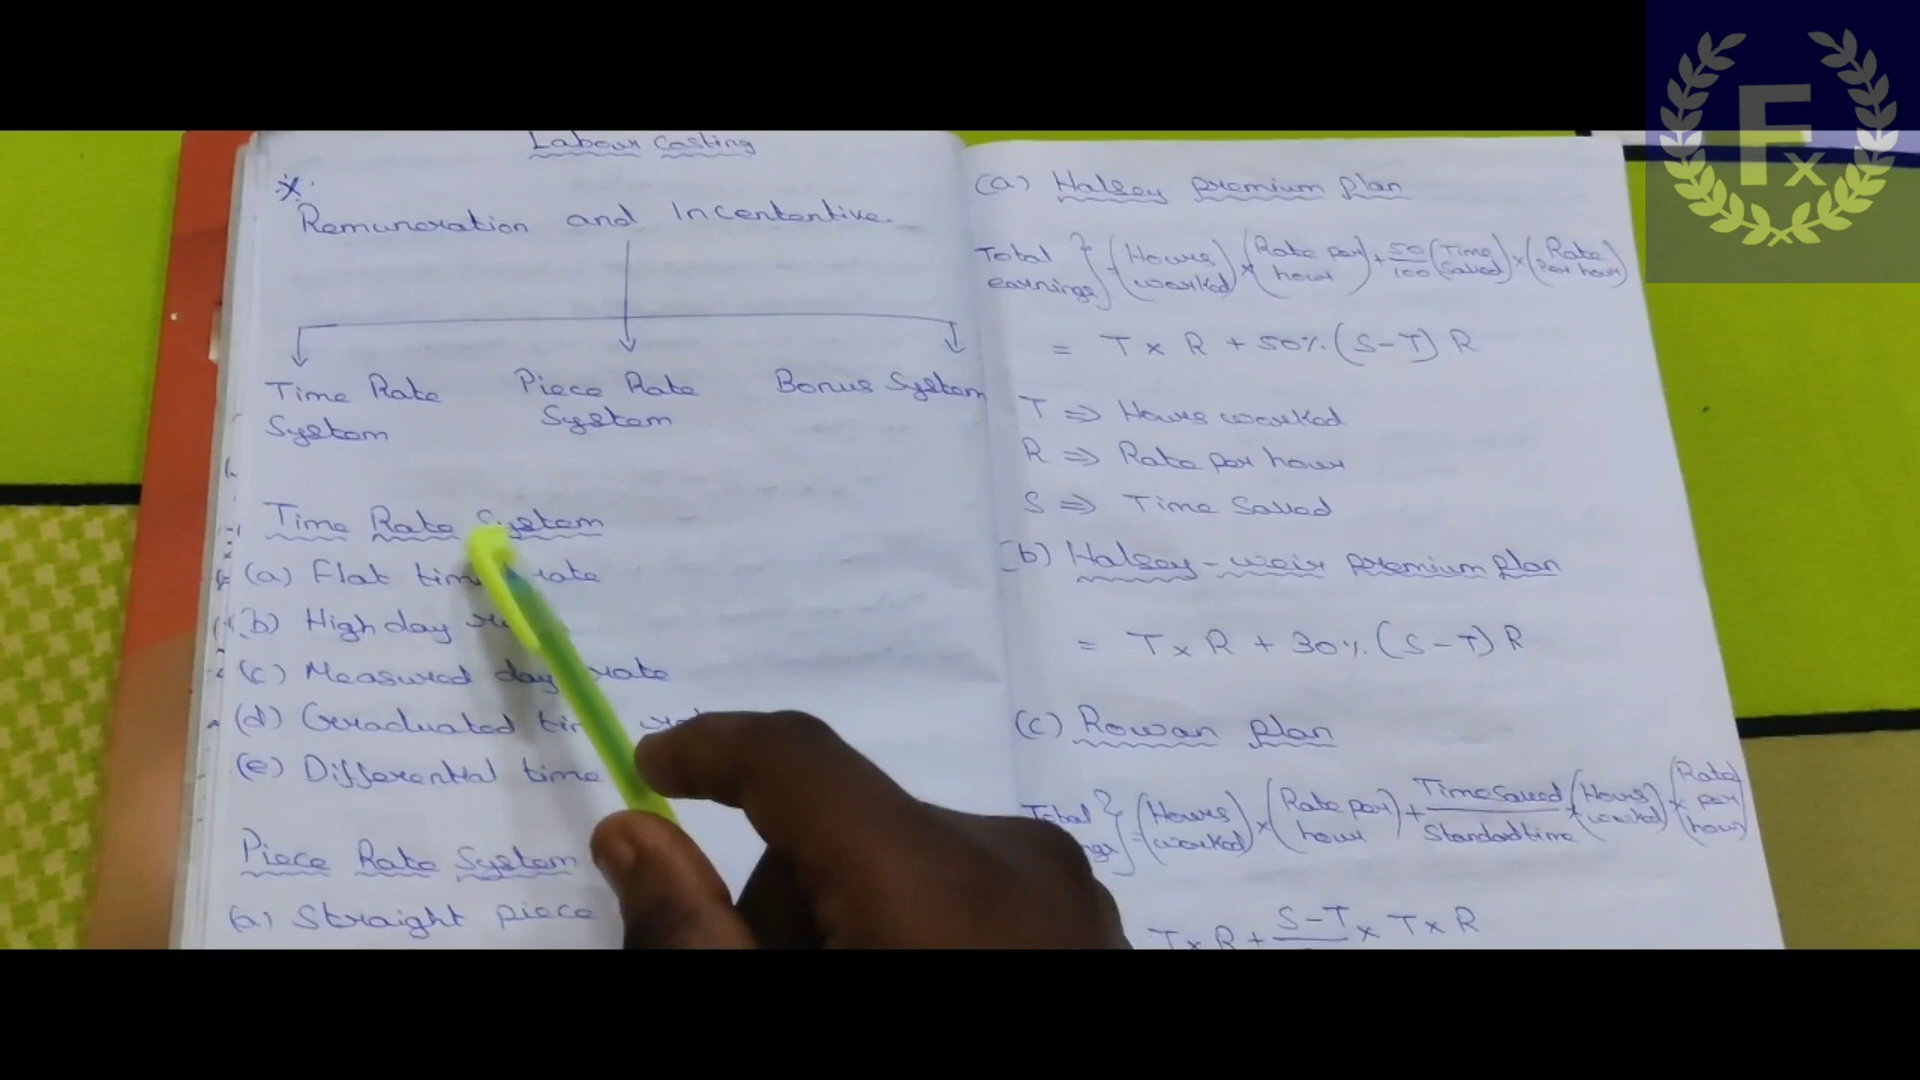 Labour Costing
Remuneration and Incententive.
Time Rate
System
Piece Rate
System
Bonus System
Time Rate System
(a) Flat time rate
(b) High day
(c) Measured day rate
(d) Graduated
(e) Differential time
Piece Rate System
(a) Straight piece
(a) Halsey premium plan
Total earnings } = (Hours worked) × (Rate per hour) + 50/100 (Time Saved) × (Rate per hour)
= T × R + 50% (S-T) R
T ⇒ Hours worked
R ⇒ Rate per hour
S ⇒ Time Saved
(b) Halsey - weir premium plan
= T × R + 30% (S-T) R
(c) Rowan plan
Total } = (Hours worked) × (Rate per hour) + Time Saved / Standard time × (Hours worked) × (Rate per hour)
T × R + S-T × T × R
Fx